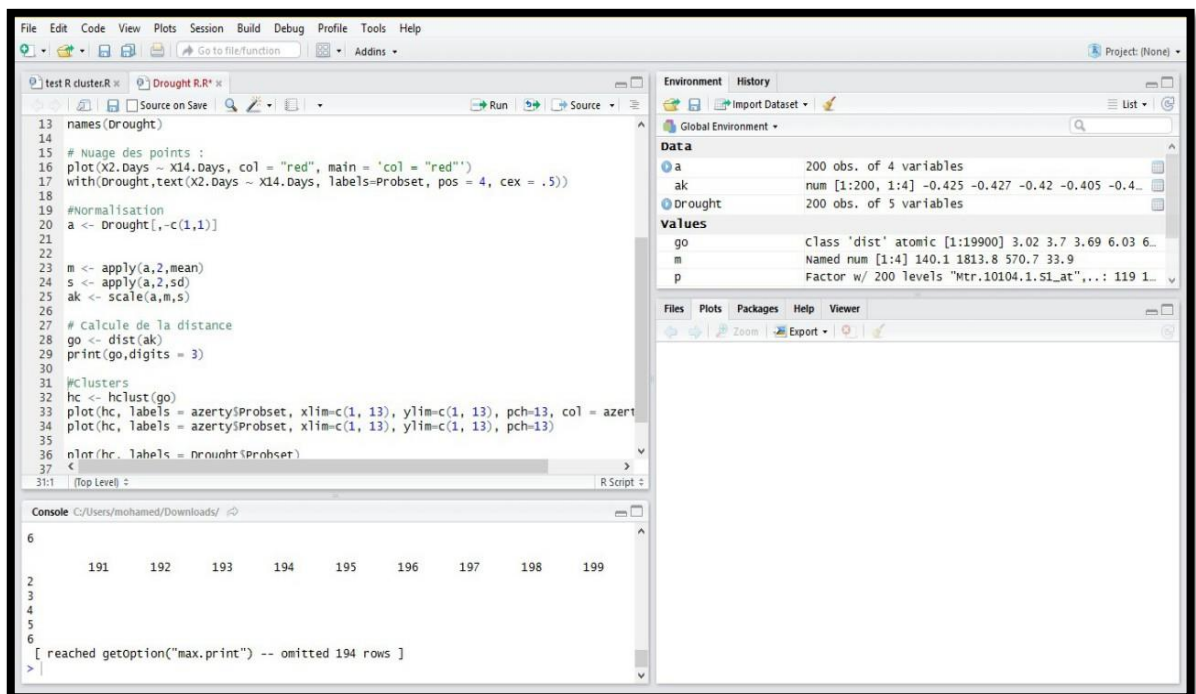 File Edit Code View Plots Session Build Debug Profile Tools Help
Go to file/function Addins
Project: (None)
test R cluster.R Drought R.R*
Source on Save Run Source
13 names(Drought)
14
15 # Nuage des points :
16 plot(X2.Days ~ X14.Days, col = "red", main = 'col = "red"')
17 with(Drought,text(X2.Days ~ X14.Days, labels=Probset, pos = 4, cex = .5))
18
19 #Normalisation
20 a <- Drought[,-c(1,1)]
21
22
23 m <- apply(a,2,mean)
24 s <- apply(a,2,sd)
25 ak <- scale(a,m,s)
26
27 # Calcule de la distance
28 go <- dist(ak)
29 print(go,digits = 3)
30
31 #Clusters
32 hc <- hclust(go)
33 plot(hc, labels = azerty$Probset, xlim=c(1, 13), ylim=c(1, 13), pch=13, col = azert
34 plot(hc, labels = azerty$Probset, xlim=c(1, 13), ylim=c(1, 13), pch=13)
35
36 plot(hc, labels = Drought$Probset)
37
31:1 (Top Level) R Script
Console C:/Users/mohamed/Downloads/
6
191 192 193 194 195 196 197 198 199
2
3
4
5
6
[ reached getOption("max.print") -- omitted 194 rows ]
>
Environment History
Import Dataset List
Global Environment
Data
a 200 obs. of 4 variables
ak num [1:200, 1:4] -0.425 -0.427 -0.42 -0.405 -0.4…
Drought 200 obs. of 5 variables
Values
go Class 'dist' atomic [1:19900] 3.02 3.7 3.69 6.03 6…
m Named num [1:4] 140.1 1813.8 570.7 33.9
p Factor w/ 200 levels "Mtr.10104.1.S1_at",..: 119 1…
Files Plots Packages Help Viewer
Zoom Export